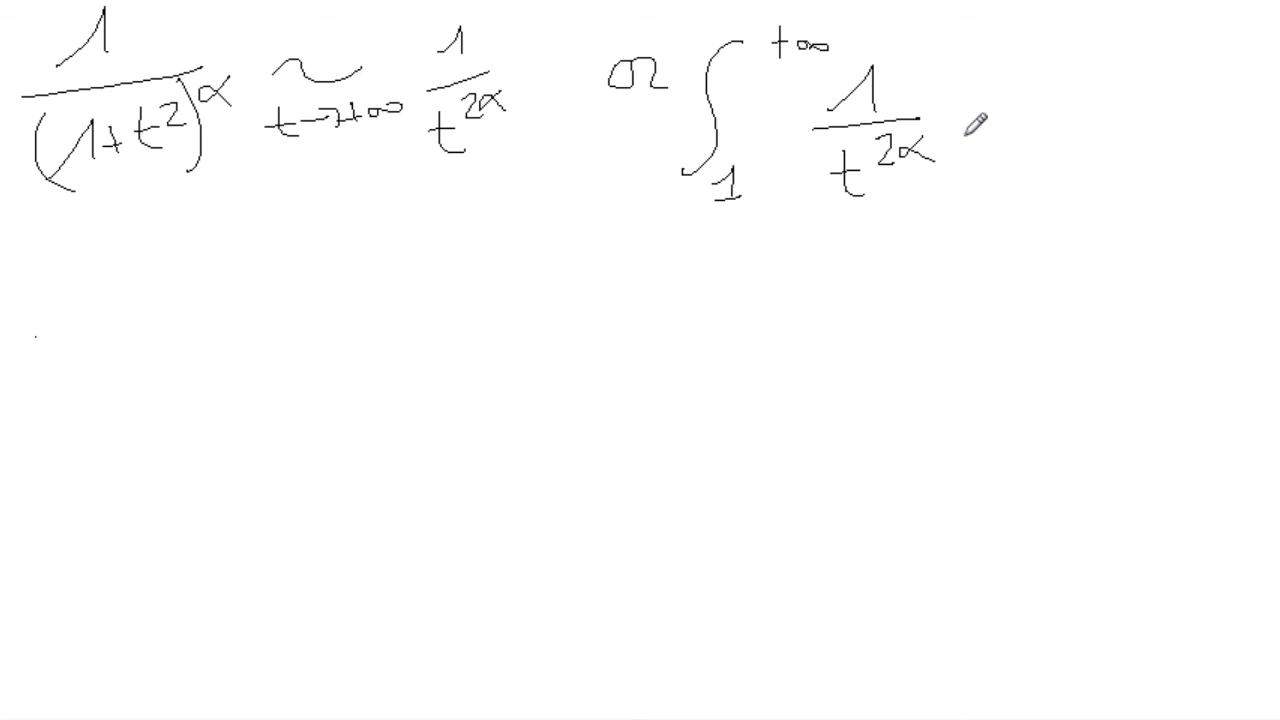 1/(1+t²)^α ~_{t→+∞} 1/t^{2α} or ∫_1^{+∞} 1/t^{2α}